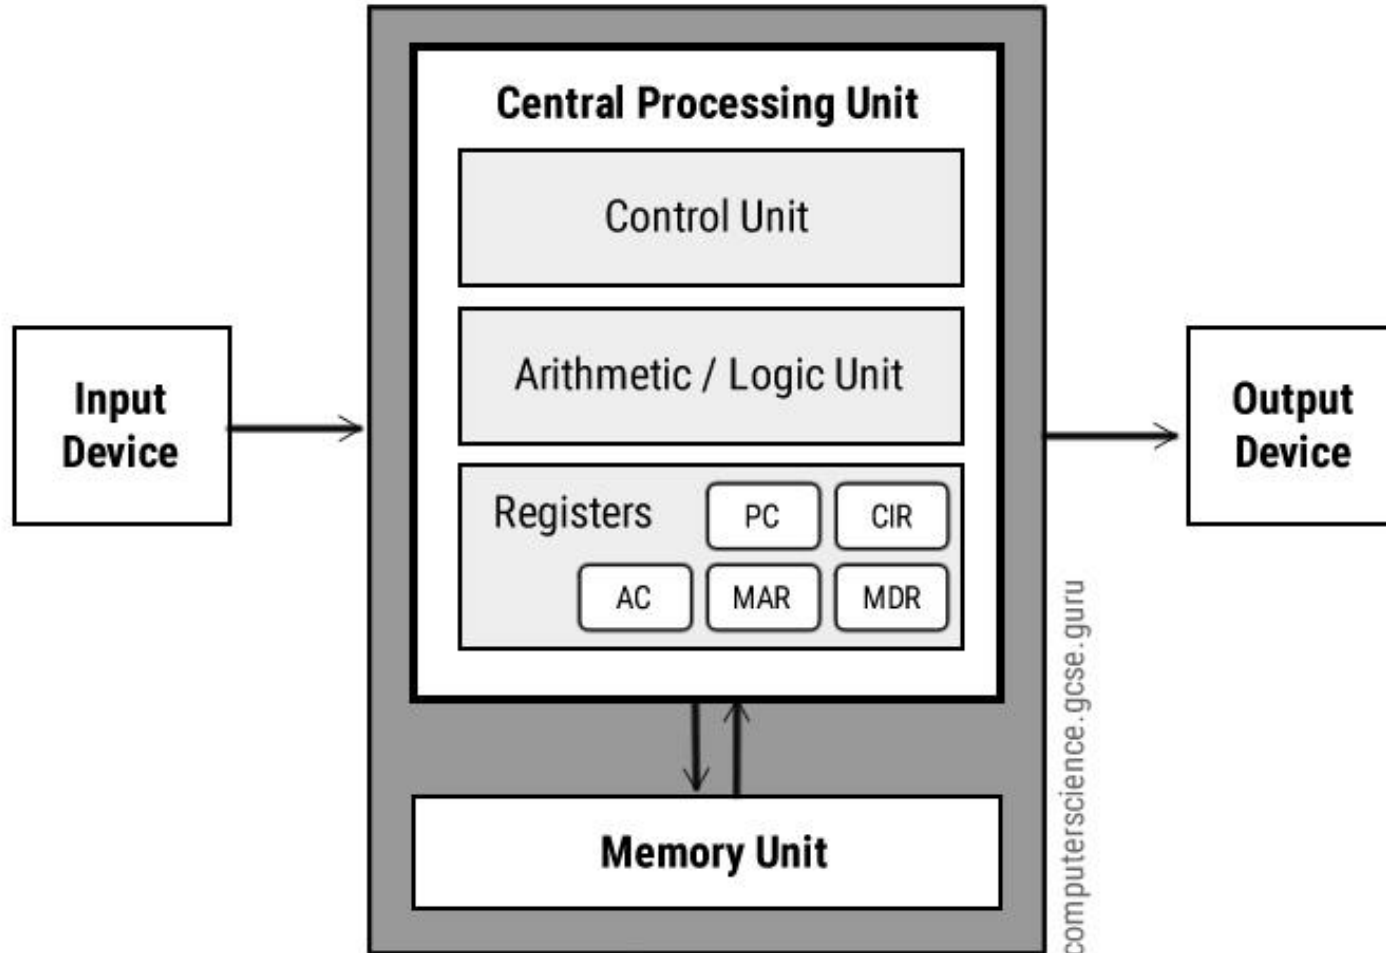 Central Processing Unit
Control Unit
Arithmetic / Logic Unit
Registers
PC
CIR
AC
MAR
MDR
Input
Device
Output
Device
Memory Unit
computerscience.gcse.guru